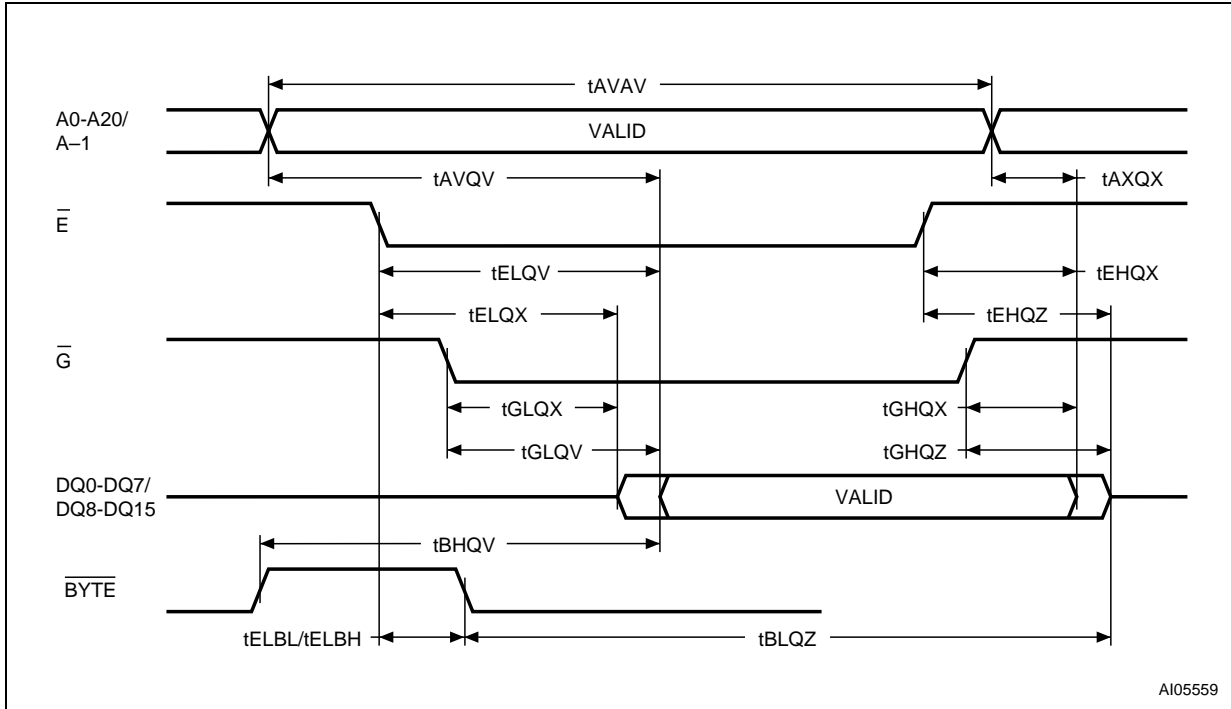 tAVAV
A0-A20/
A–1
VALID
tAVQV
tAXQX
E
tELQV
tEHQX
tELQX
tEHQZ
G
tGLQX
tGHQX
tGLQV
tGHQZ
DQ0-DQ7/
DQ8-DQ15
VALID
tBHQV
BYTE
tELBL/tELBH
tBLQZ
AI05559